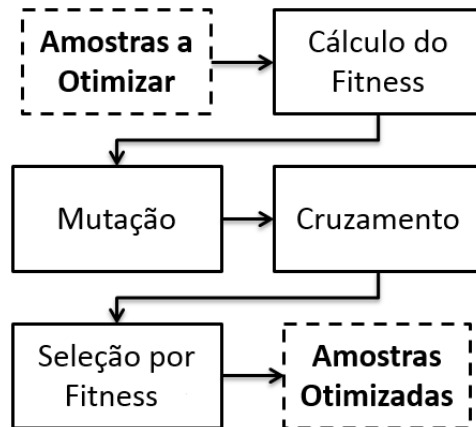 Amostras a
Otimizar
Cálculo do
Fitness
Mutação
Cruzamento
Seleção por
Fitness
Amostras
Otimizadas